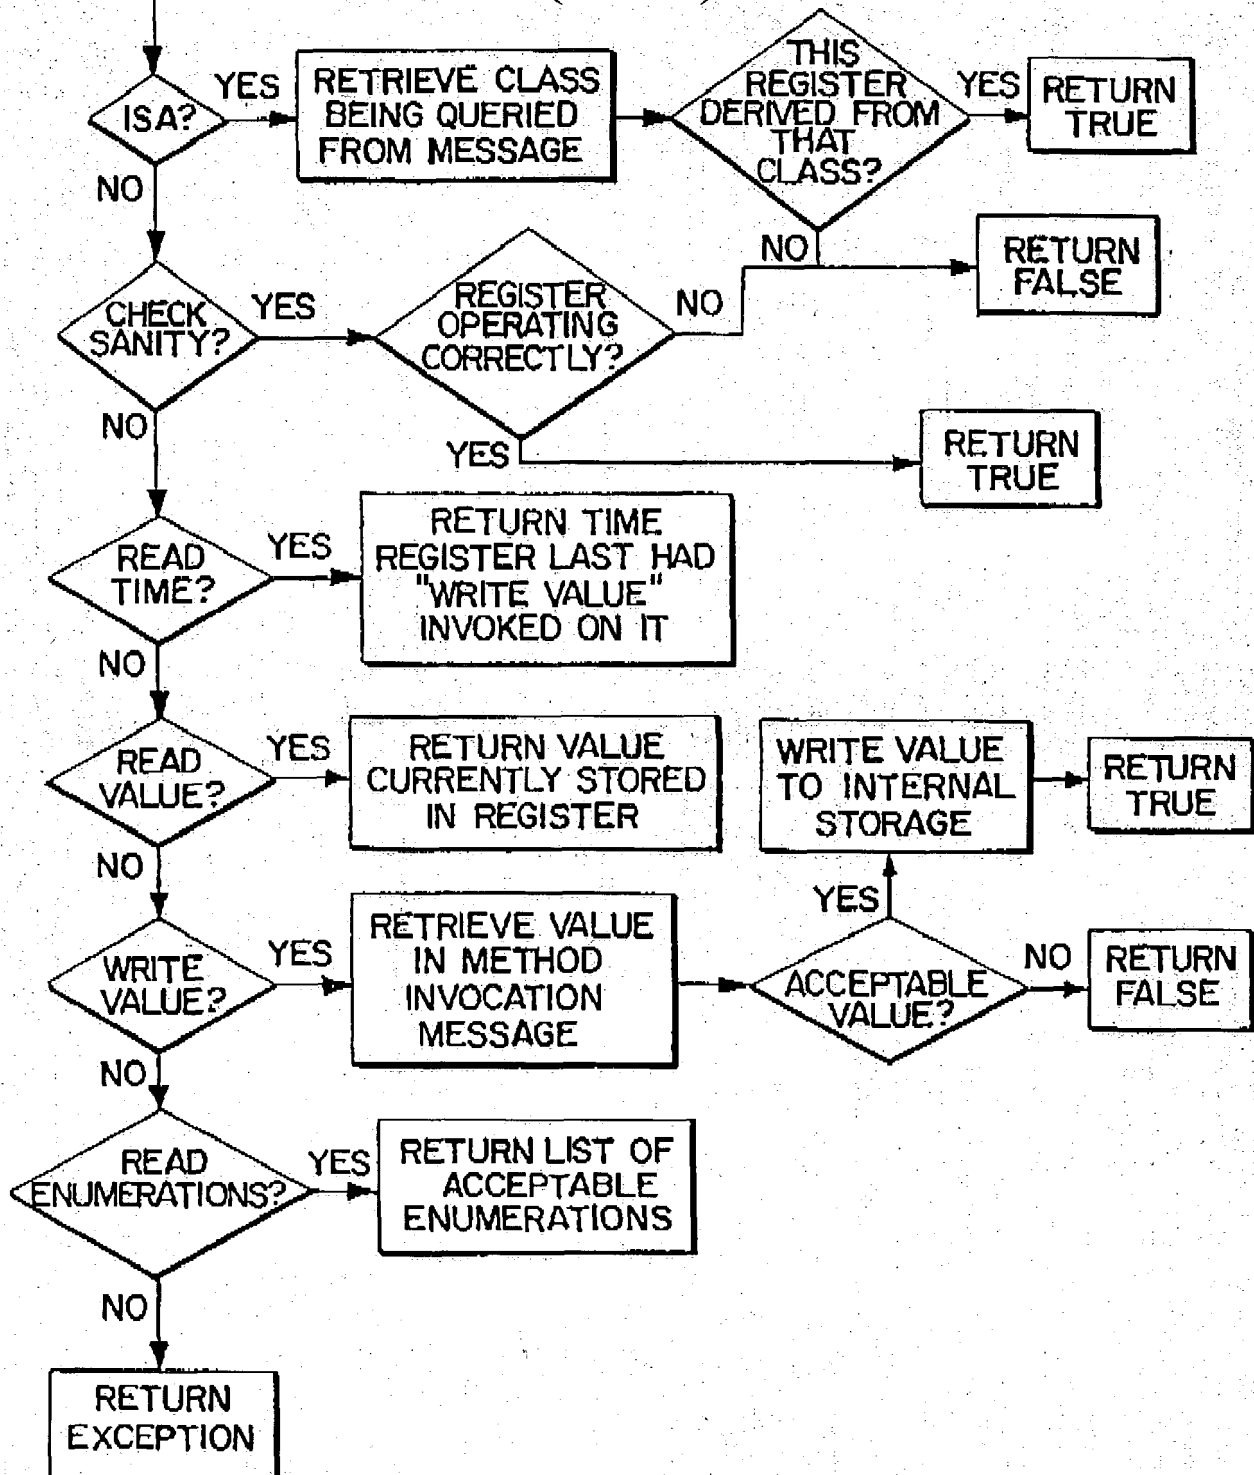 ISA?
YES
RETRIEVE CLASS
BEING QUERIED
FROM MESSAGE
THIS
REGISTER
DERIVED FROM
THAT
CLASS?
YES
RETURN
TRUE
NO
NO
RETURN
FALSE
CHECK
SANITY?
YES
REGISTER
OPERATING
CORRECTLY?
NO
NO
YES
RETURN
TRUE
READ
TIME?
YES
RETURN TIME
REGISTER LAST HAD
"WRITE VALUE"
INVOKED ON IT
NO
READ
VALUE?
YES
RETURN VALUE
CURRENTLY STORED
IN REGISTER
WRITE VALUE
TO INTERNAL
STORAGE
RETURN
TRUE
NO
YES
WRITE
VALUE?
YES
RETRIEVE VALUE
IN METHOD
INVOCATION
MESSAGE
ACCEPTABLE
VALUE?
NO
RETURN
FALSE
NO
READ
ENUMERATIONS?
YES
RETURN LIST OF
ACCEPTABLE
ENUMERATIONS
NO
RETURN
EXCEPTION